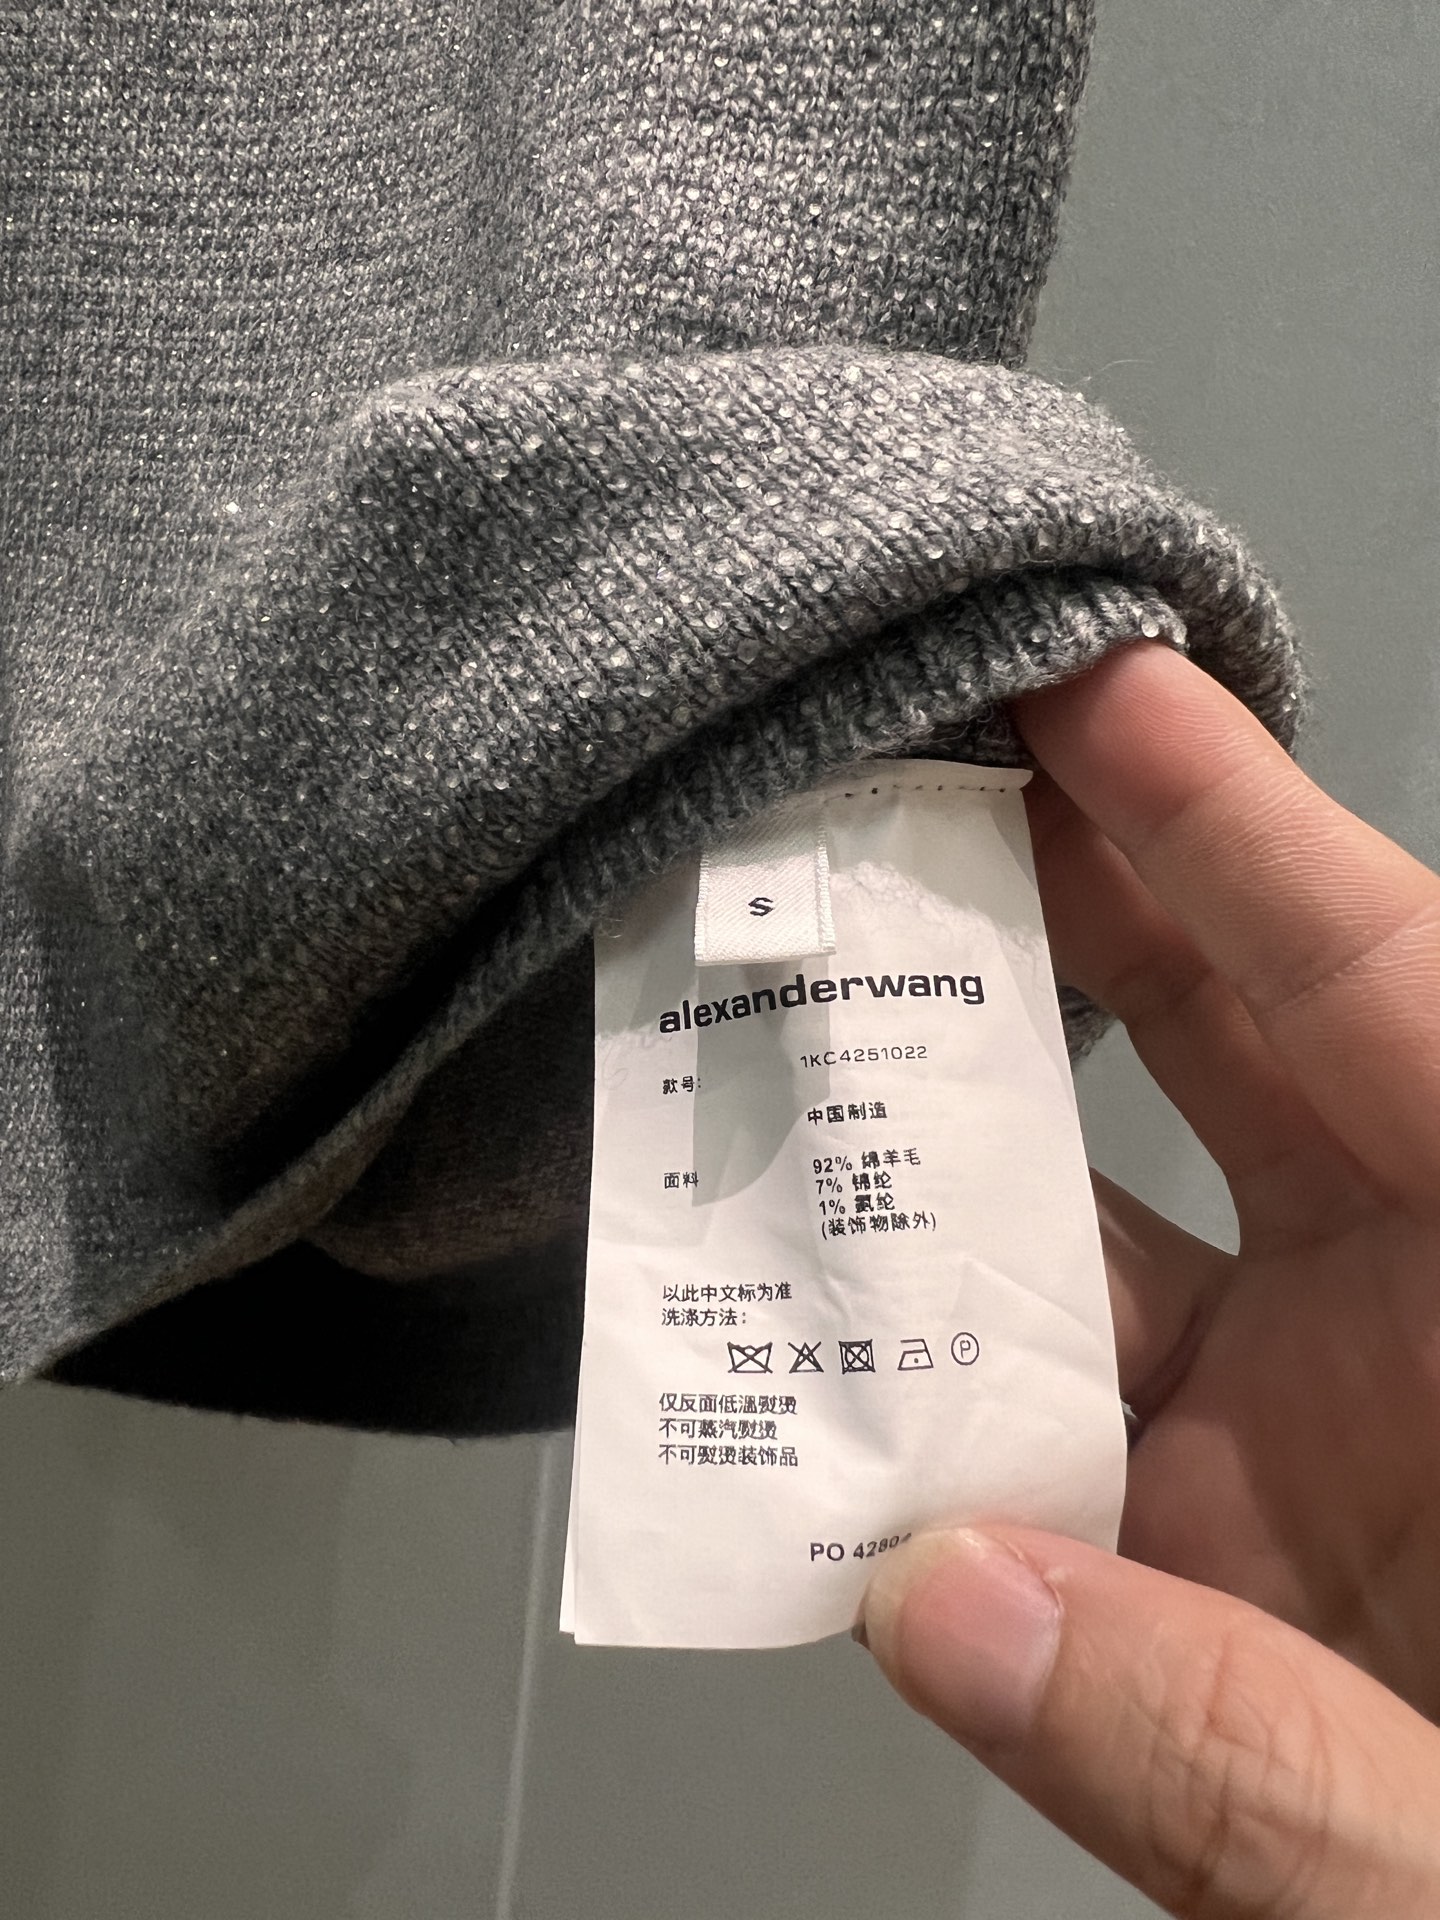 S
alexanderwang
1KC4251022
款号:
中国制造
92% 绵羊毛
面料
7% 锦纶
1% 氨纶
(装饰物除外)
以此中文标为准
洗涤方法:
P
仅反面低温熨烫
不可蒸汽熨烫
不可熨烫装饰品
PO